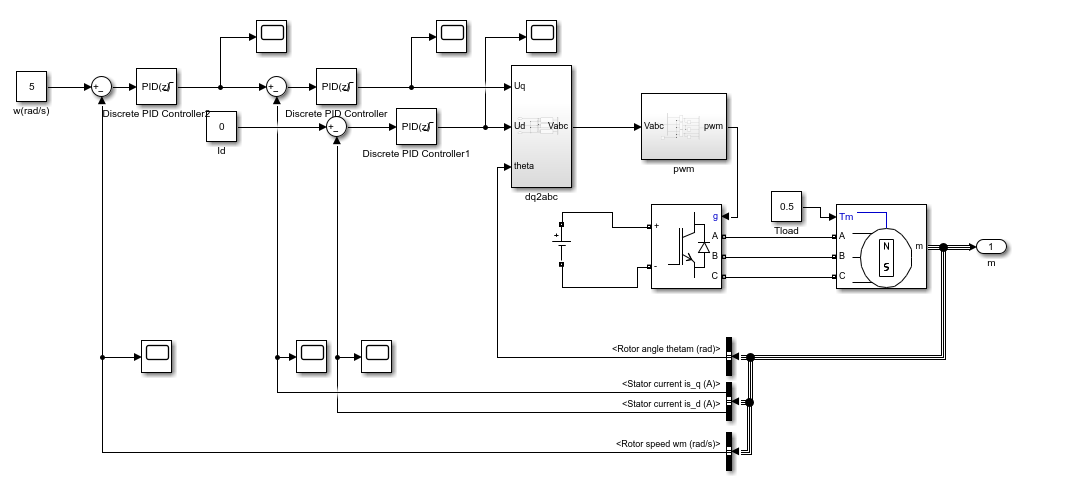 5
w(rad/s)
+
_
PID(z)
Discrete PID Controller2
+
_
PID(z)
Discrete PID Controller
0
Id
+
_
PID(z)
Discrete PID Controller1
Uq
Ud
theta
Vabc
dq2abc
Vabc
pwm
pwm
+
+
-
g
A
B
C
0.5
Tload
Tm
A
B
C
N
S
m
1
m
<Rotor angle thetam (rad)>
<Stator current is_q (A)>
<Stator current is_d (A)>
<Rotor speed wm (rad/s)>